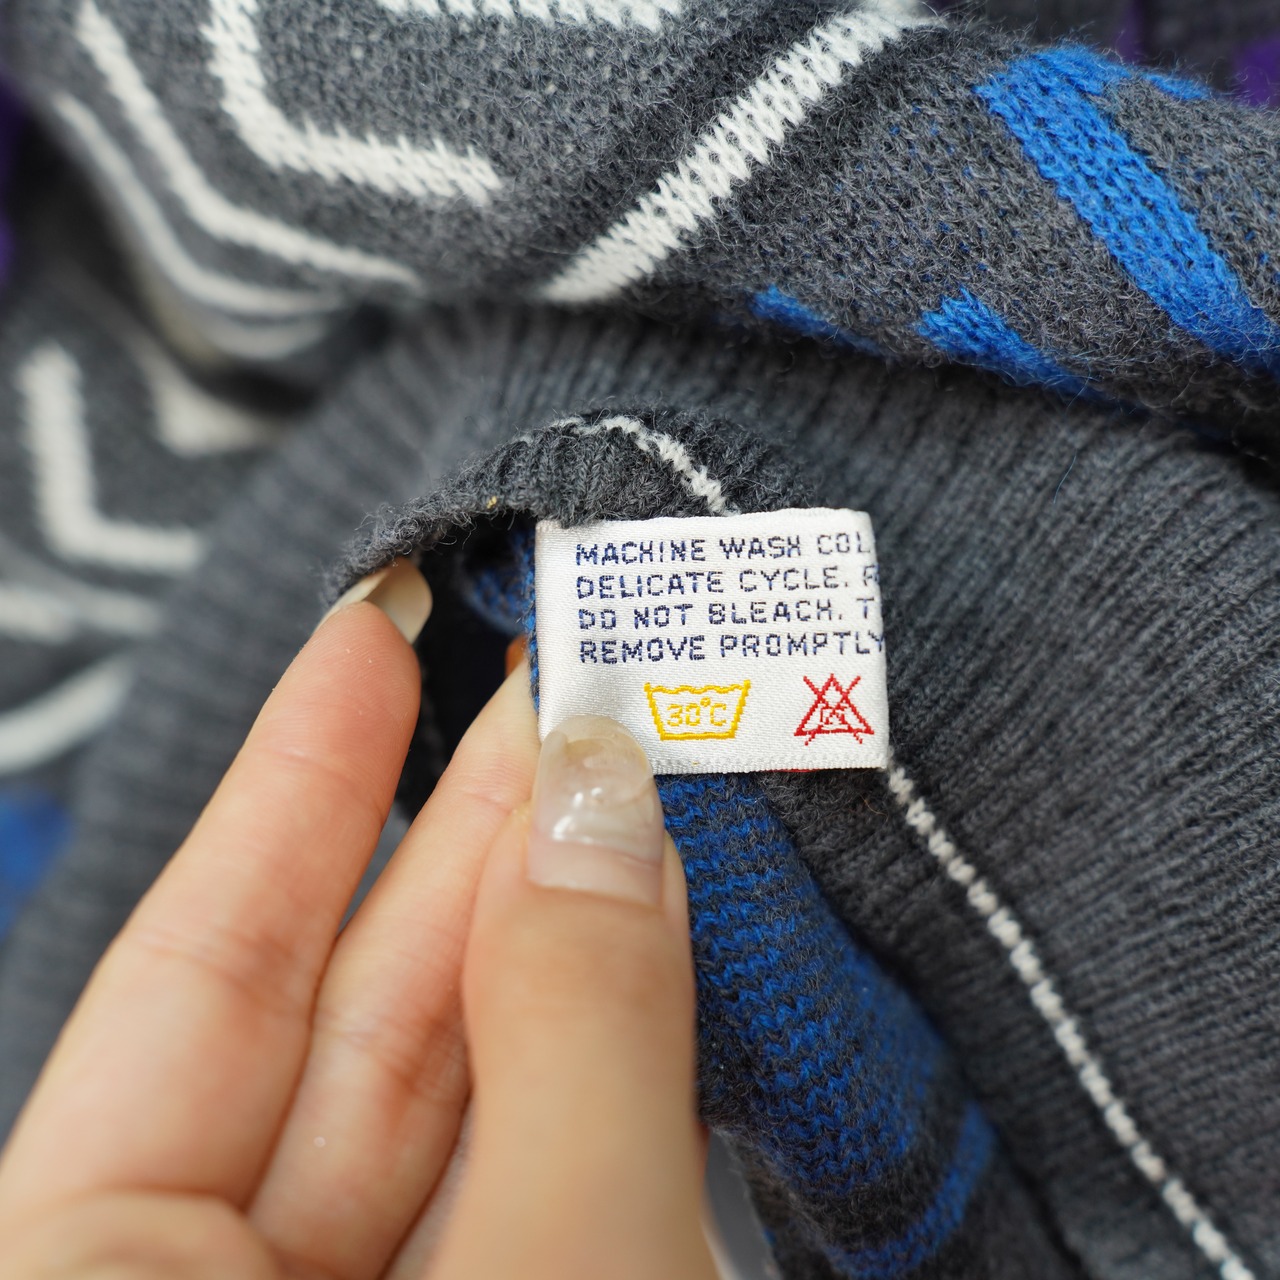 MACHINE WASH COL
DELICATE CYCLE.
DO NOT BLEACH. T
REMOVE PROMPTLY
30°C